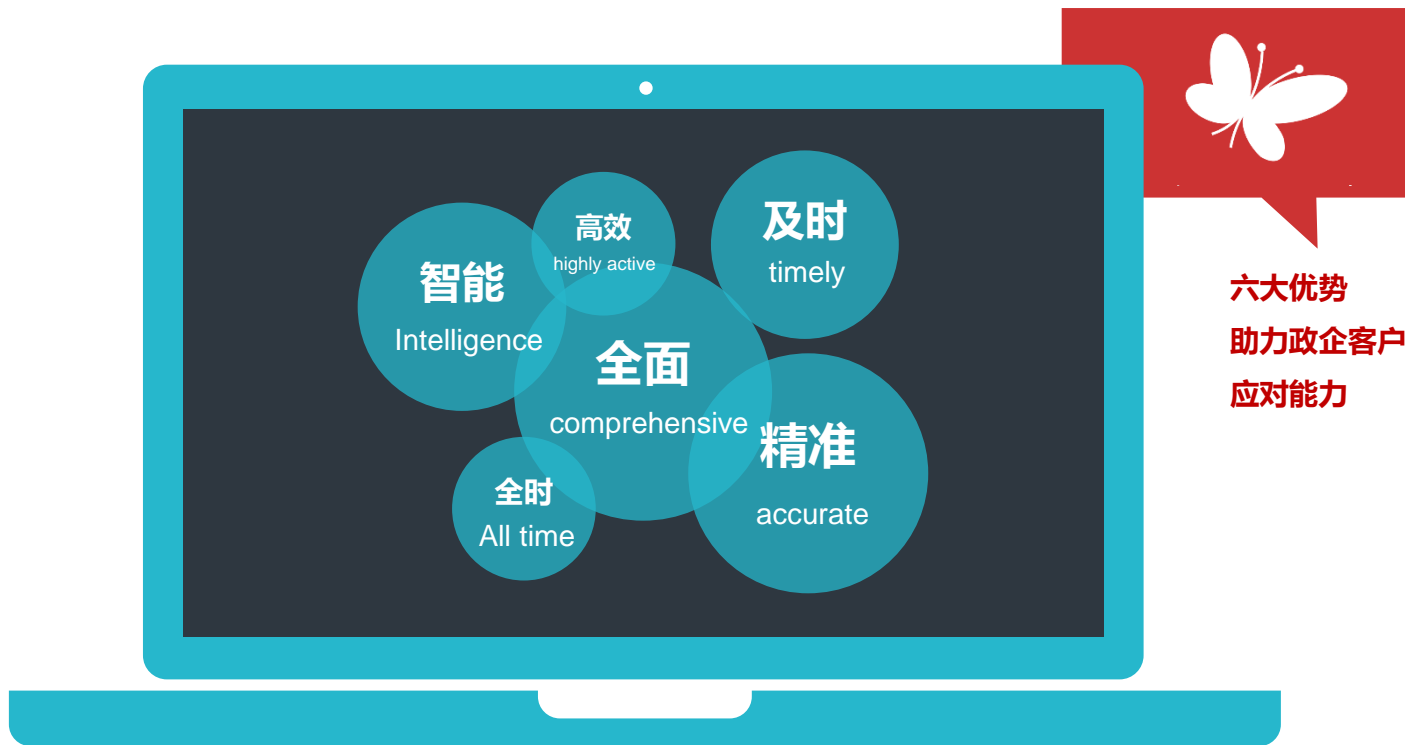 高效
highly active
及时
timely
智能
Intelligence
全面
comprehensive
精准
accurate
全时
All time
六大优势
助力政企客户
应对能力